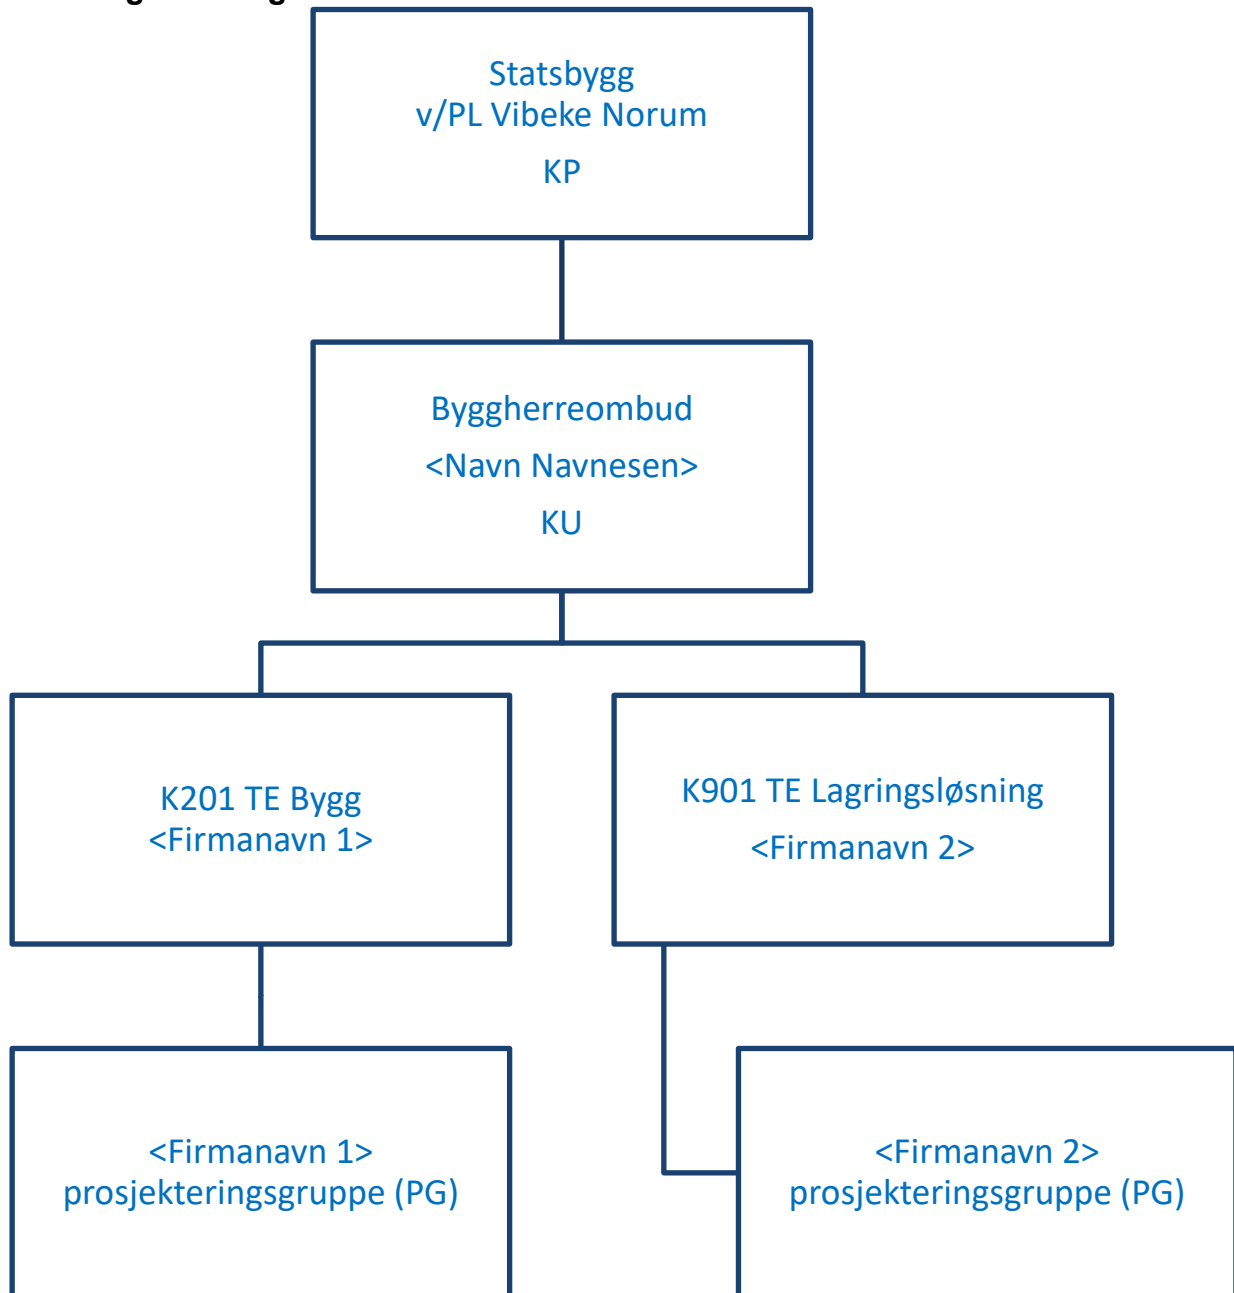 Statsbygg
v/PL Vibeke Norum
KP
Byggherreombud
<Navn Navnesen>
KU
K201 TE Bygg
<Firmanavn 1>
K901 TE Lagringsløsning
<Firmanavn 2>
<Firmanavn 1>
prosjekteringsgruppe (PG)
<Firmanavn 2>
prosjekteringsgruppe (PG)